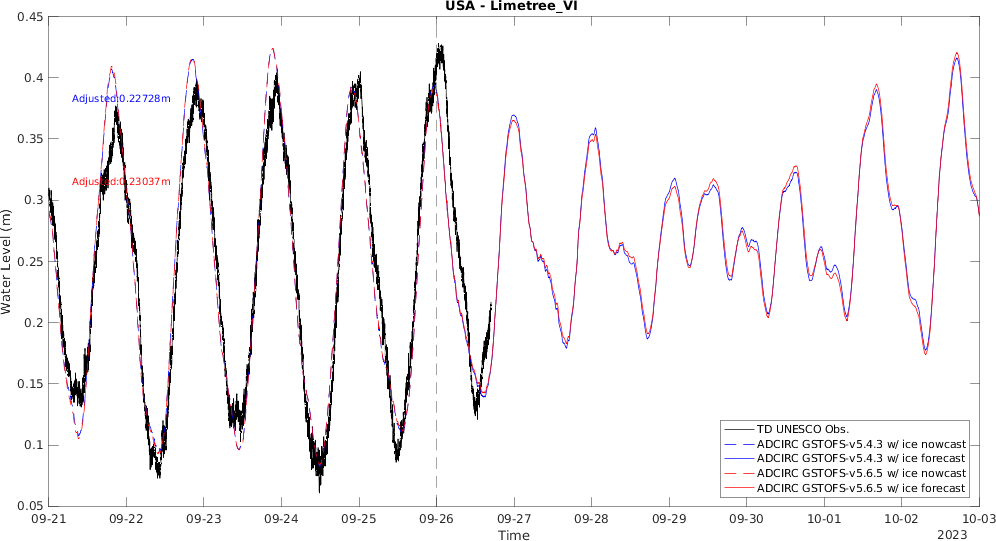 USA - Limetree_VI
0.45
0.4
0.35
0.3
0.25
0.2
0.15
0.1
0.05
Water Level (m)
Adjusted:0.22728m
Adjusted:0.23037m
TD UNESCO Obs.
ADCIRC GSTOFS-v5.4.3 w/ ice nowcast
ADCIRC GSTOFS-v5.4.3 w/ ice forecast
ADCIRC GSTOFS-v5.6.5 w/ ice nowcast
ADCIRC GSTOFS-v5.6.5 w/ ice forecast
09-21 09-22 09-23 09-24 09-25 09-26 09-27 09-28 09-29 09-30 10-01 10-02 10-03
Time
2023